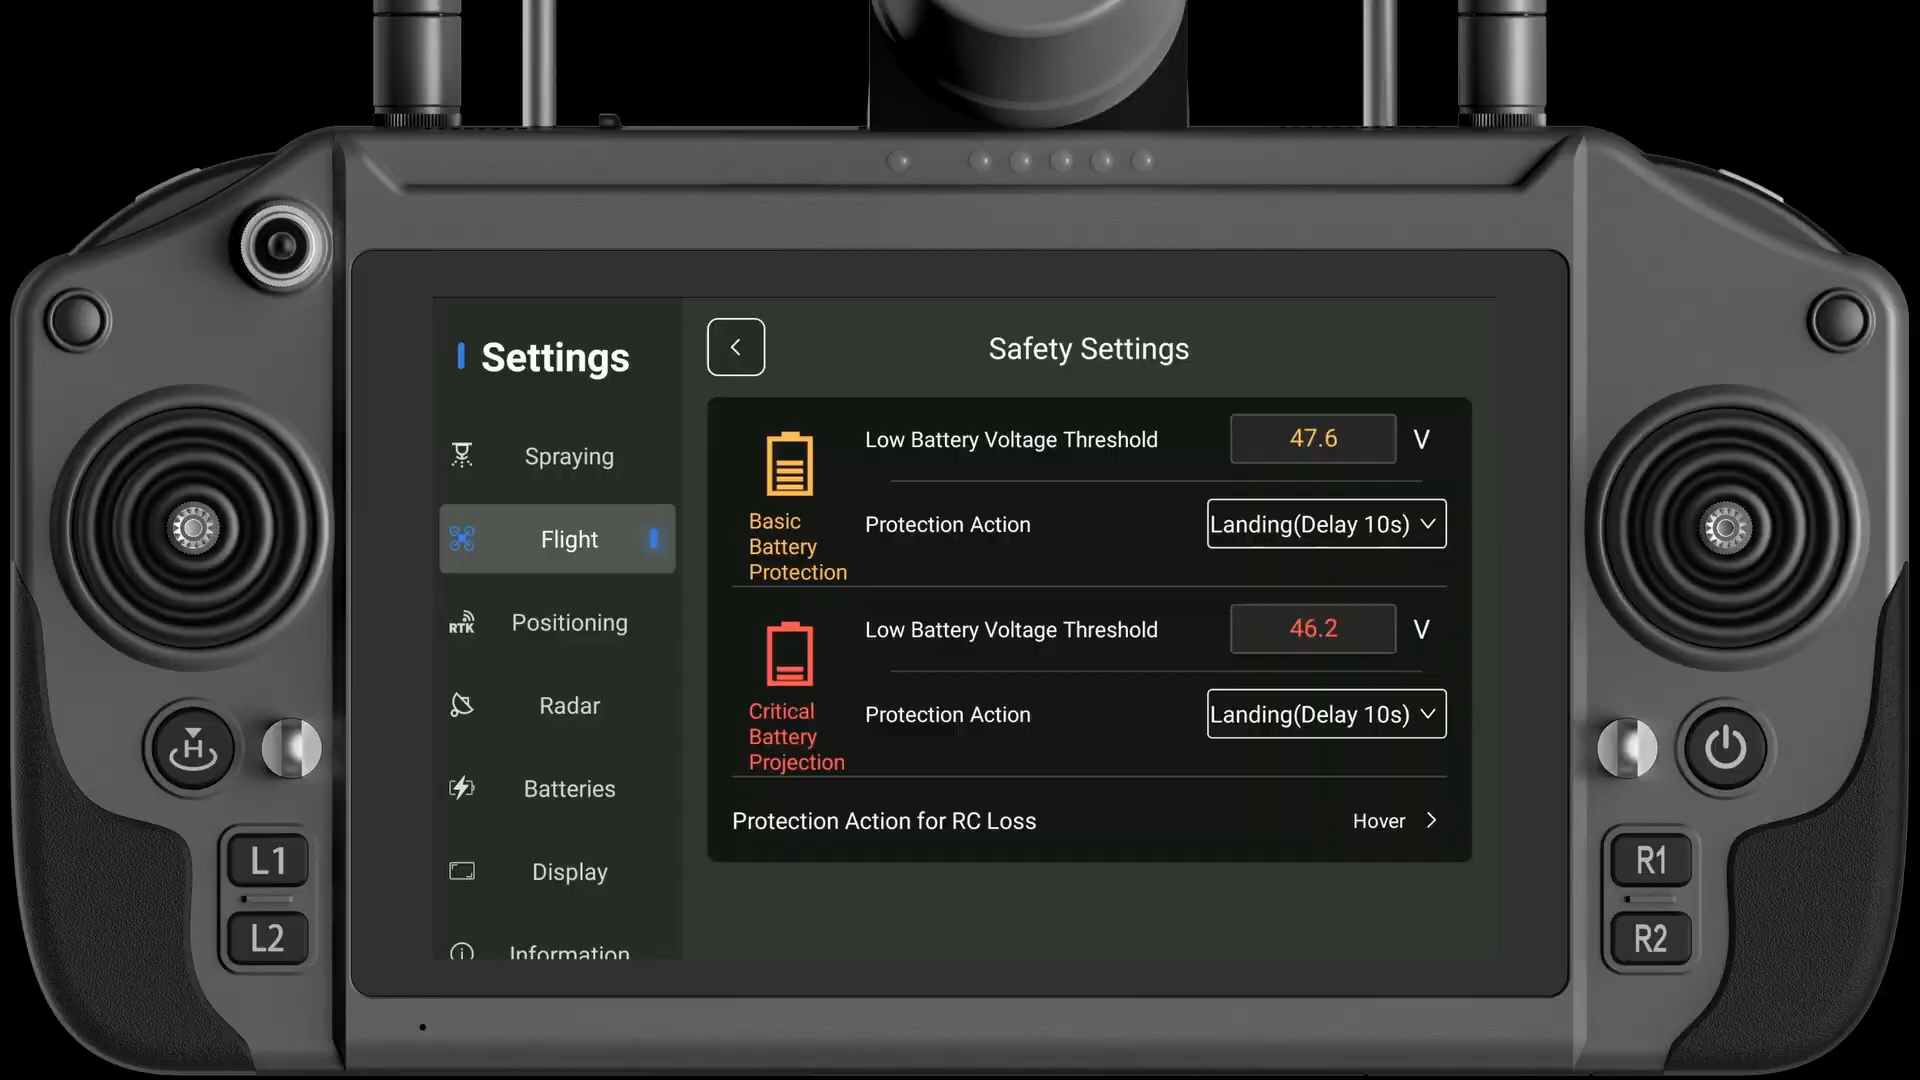 Settings
Spraying
Flight
RTK
Positioning
Radar
Batteries
Display
Information
Safety Settings
Low Battery Voltage Threshold 47.6 V
Protection Action Landing(Delay 10s)
Basic
Battery
Protection
Low Battery Voltage Threshold 46.2 V
Protection Action Landing(Delay 10s)
Critical
Battery
Projection
Protection Action for RC Loss Hover
H
L1
L2
R1
R2